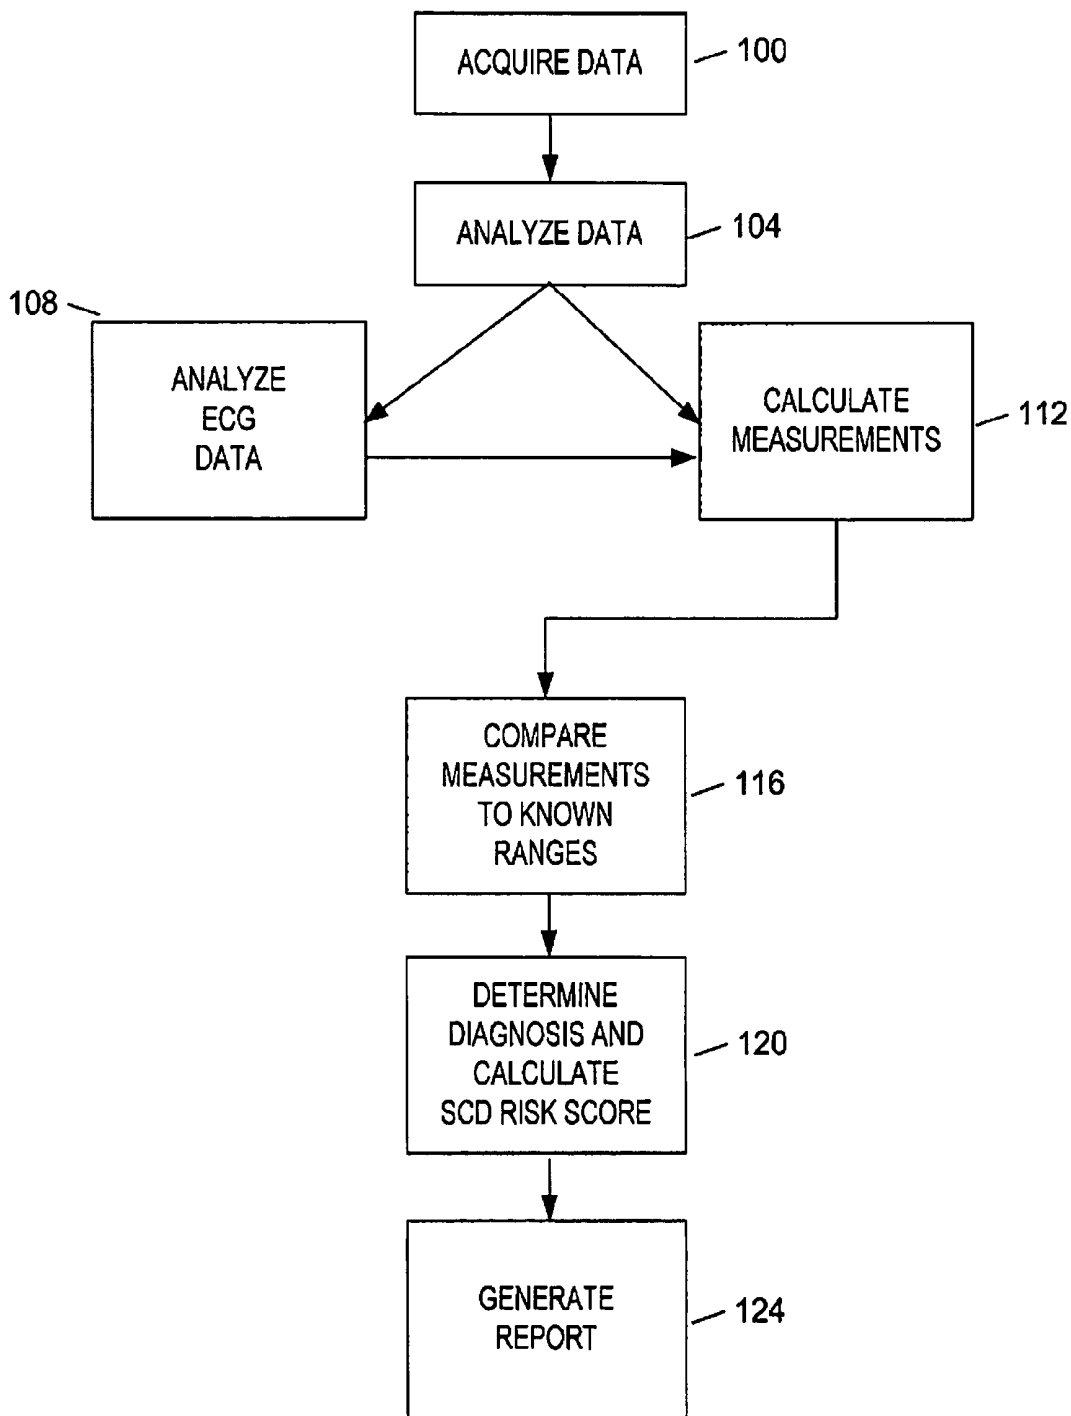 ACQUIRE DATA
100
ANALYZE DATA
104
108
ANALYZE
ECG
DATA
CALCULATE
MEASUREMENTS
112
COMPARE
MEASUREMENTS
TO KNOWN
RANGES
116
DETERMINE
DIAGNOSIS AND
CALCULATE
SCD RISK SCORE
120
GENERATE
REPORT
124